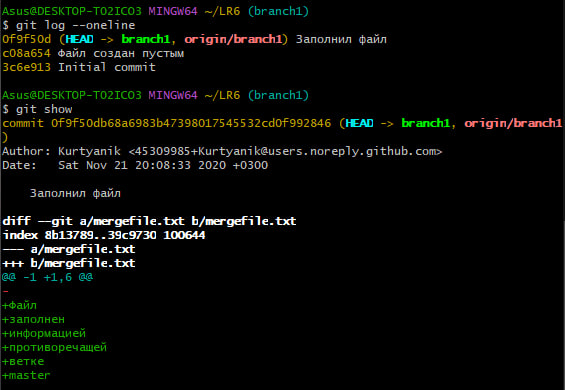 Asus@DESKTOP-TO2ICO3 MINGW64 ~/LR6 (branch1)
$ git log --oneline
0f9f50d (HEAD -> branch1, origin/branch1) Заполнил файл
c08a654 Файл создан пустым
3c6e913 Initial commit
Asus@DESKTOP-TO2ICO3 MINGW64 ~/LR6 (branch1)
$ git show
commit 0f9f50db68a6983b47398017545532cd0f992846 (HEAD -> branch1, origin/branch1
)
Author: Kurtyanik <45309985+Kurtyanik@users.noreply.github.com>
Date:   Sat Nov 21 20:08:33 2020 +0300
    Заполнил файл
diff --git a/mergefile.txt b/mergefile.txt
index 8b13789..39c9730 100644
--- a/mergefile.txt
+++ b/mergefile.txt
@@ -1 +1,6 @@
-
+Файл
+заполнен
+информацией
+противоречащей
+ветке
+master